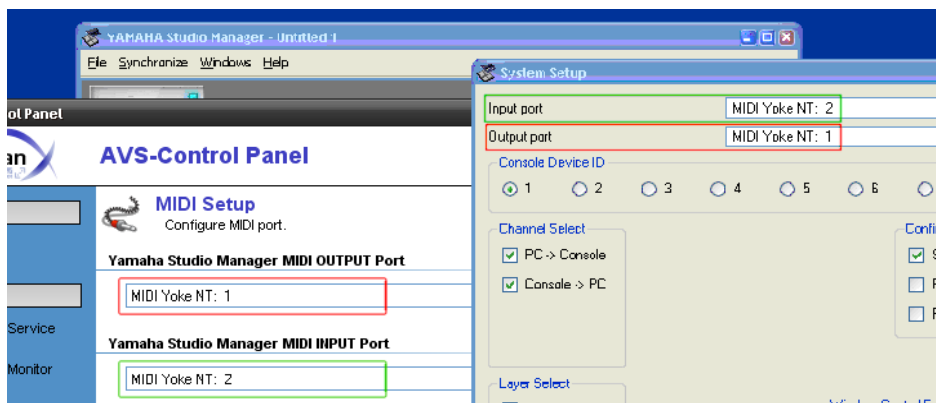 YAMAHA Studio Manager - Untitled 1
File Synchranize Windaws Help
ol Panel
an
AVS-Control Panel
MIDI Setup
Configure MIDI port.
Yamaha Studio Manager MIDI OUTPUT Port
MIDI Yoke NT: 1
Yamaha Studio Manager MIDI INPUT Port
MIDI Yoke NT: 2
Service
Monitor
System Setup
Input port MIDI Yoke NT: 2
Output port MIDI Yoke NT: 1
Console Device ID
1 2 3 4 5 6
Channel Select
PC -> Console
Console -> PC
Confi
S
Layer Select